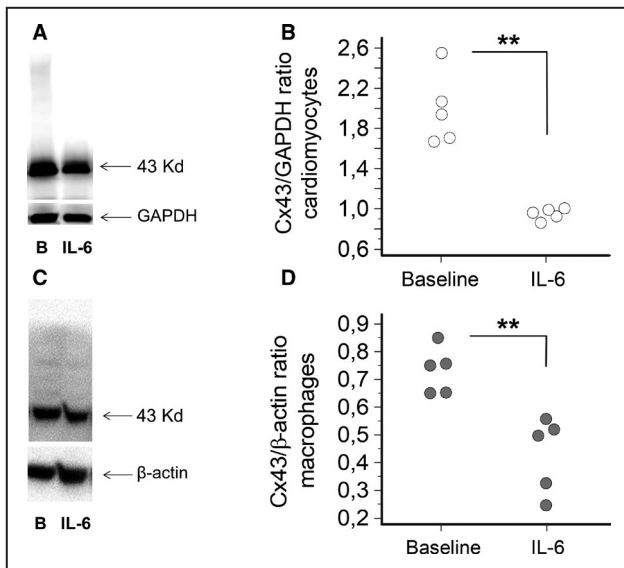 A
43 Kd
GAPDH
B IL-6
B
Cx43/GAPDH ratio
cardiomyocytes
2,6
2,2
1,8
1,4
1,0
0,6
**
Baseline IL-6
C
43 Kd
β-actin
B IL-6
D
Cx43/β-actin ratio
macrophages
0,9
0,8
0,7
0,6
0,5
0,4
0,3
0,2
**
Baseline IL-6